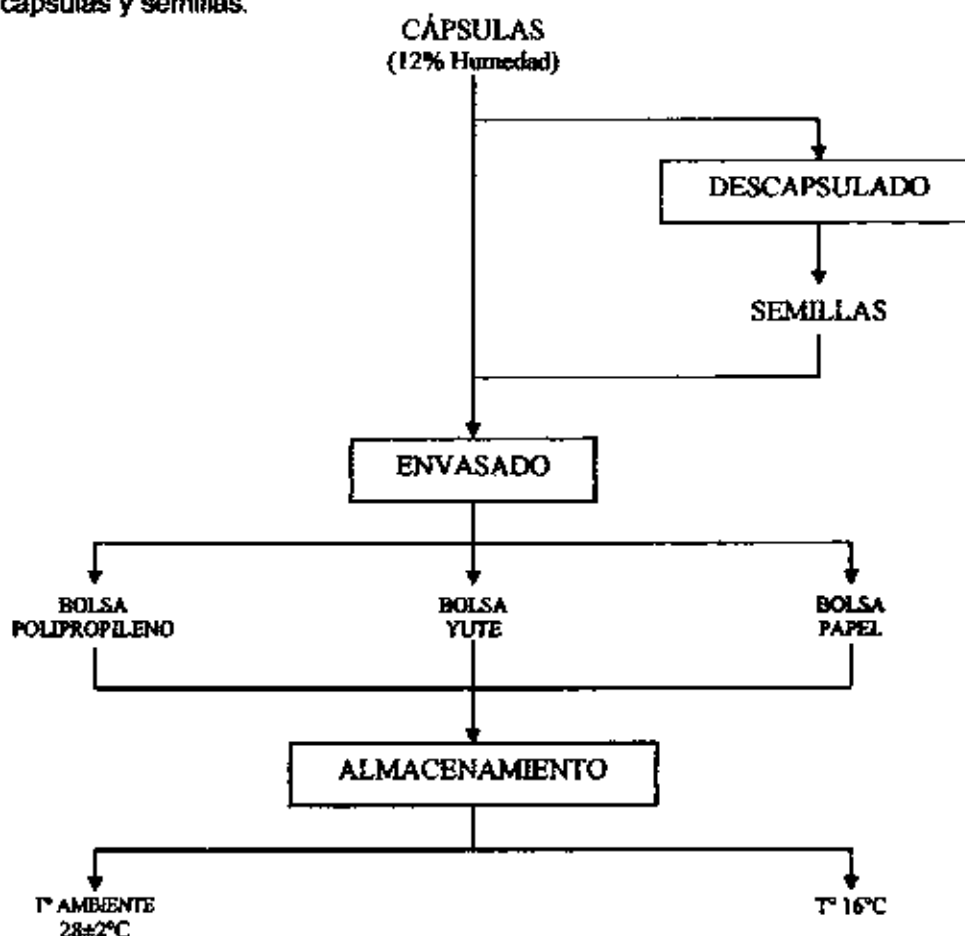 cápsulas y semillas.
CÁPSULAS
(12% Humedad)
DESCAPSULADO
SEMILLAS
ENVASADO
BOLSA
POLIPROPILENO
BOLSA
YUTE
BOLSA
PAPEL
ALMACENAMIENTO
T° AMBIENTE
28±2°C
T° 16°C